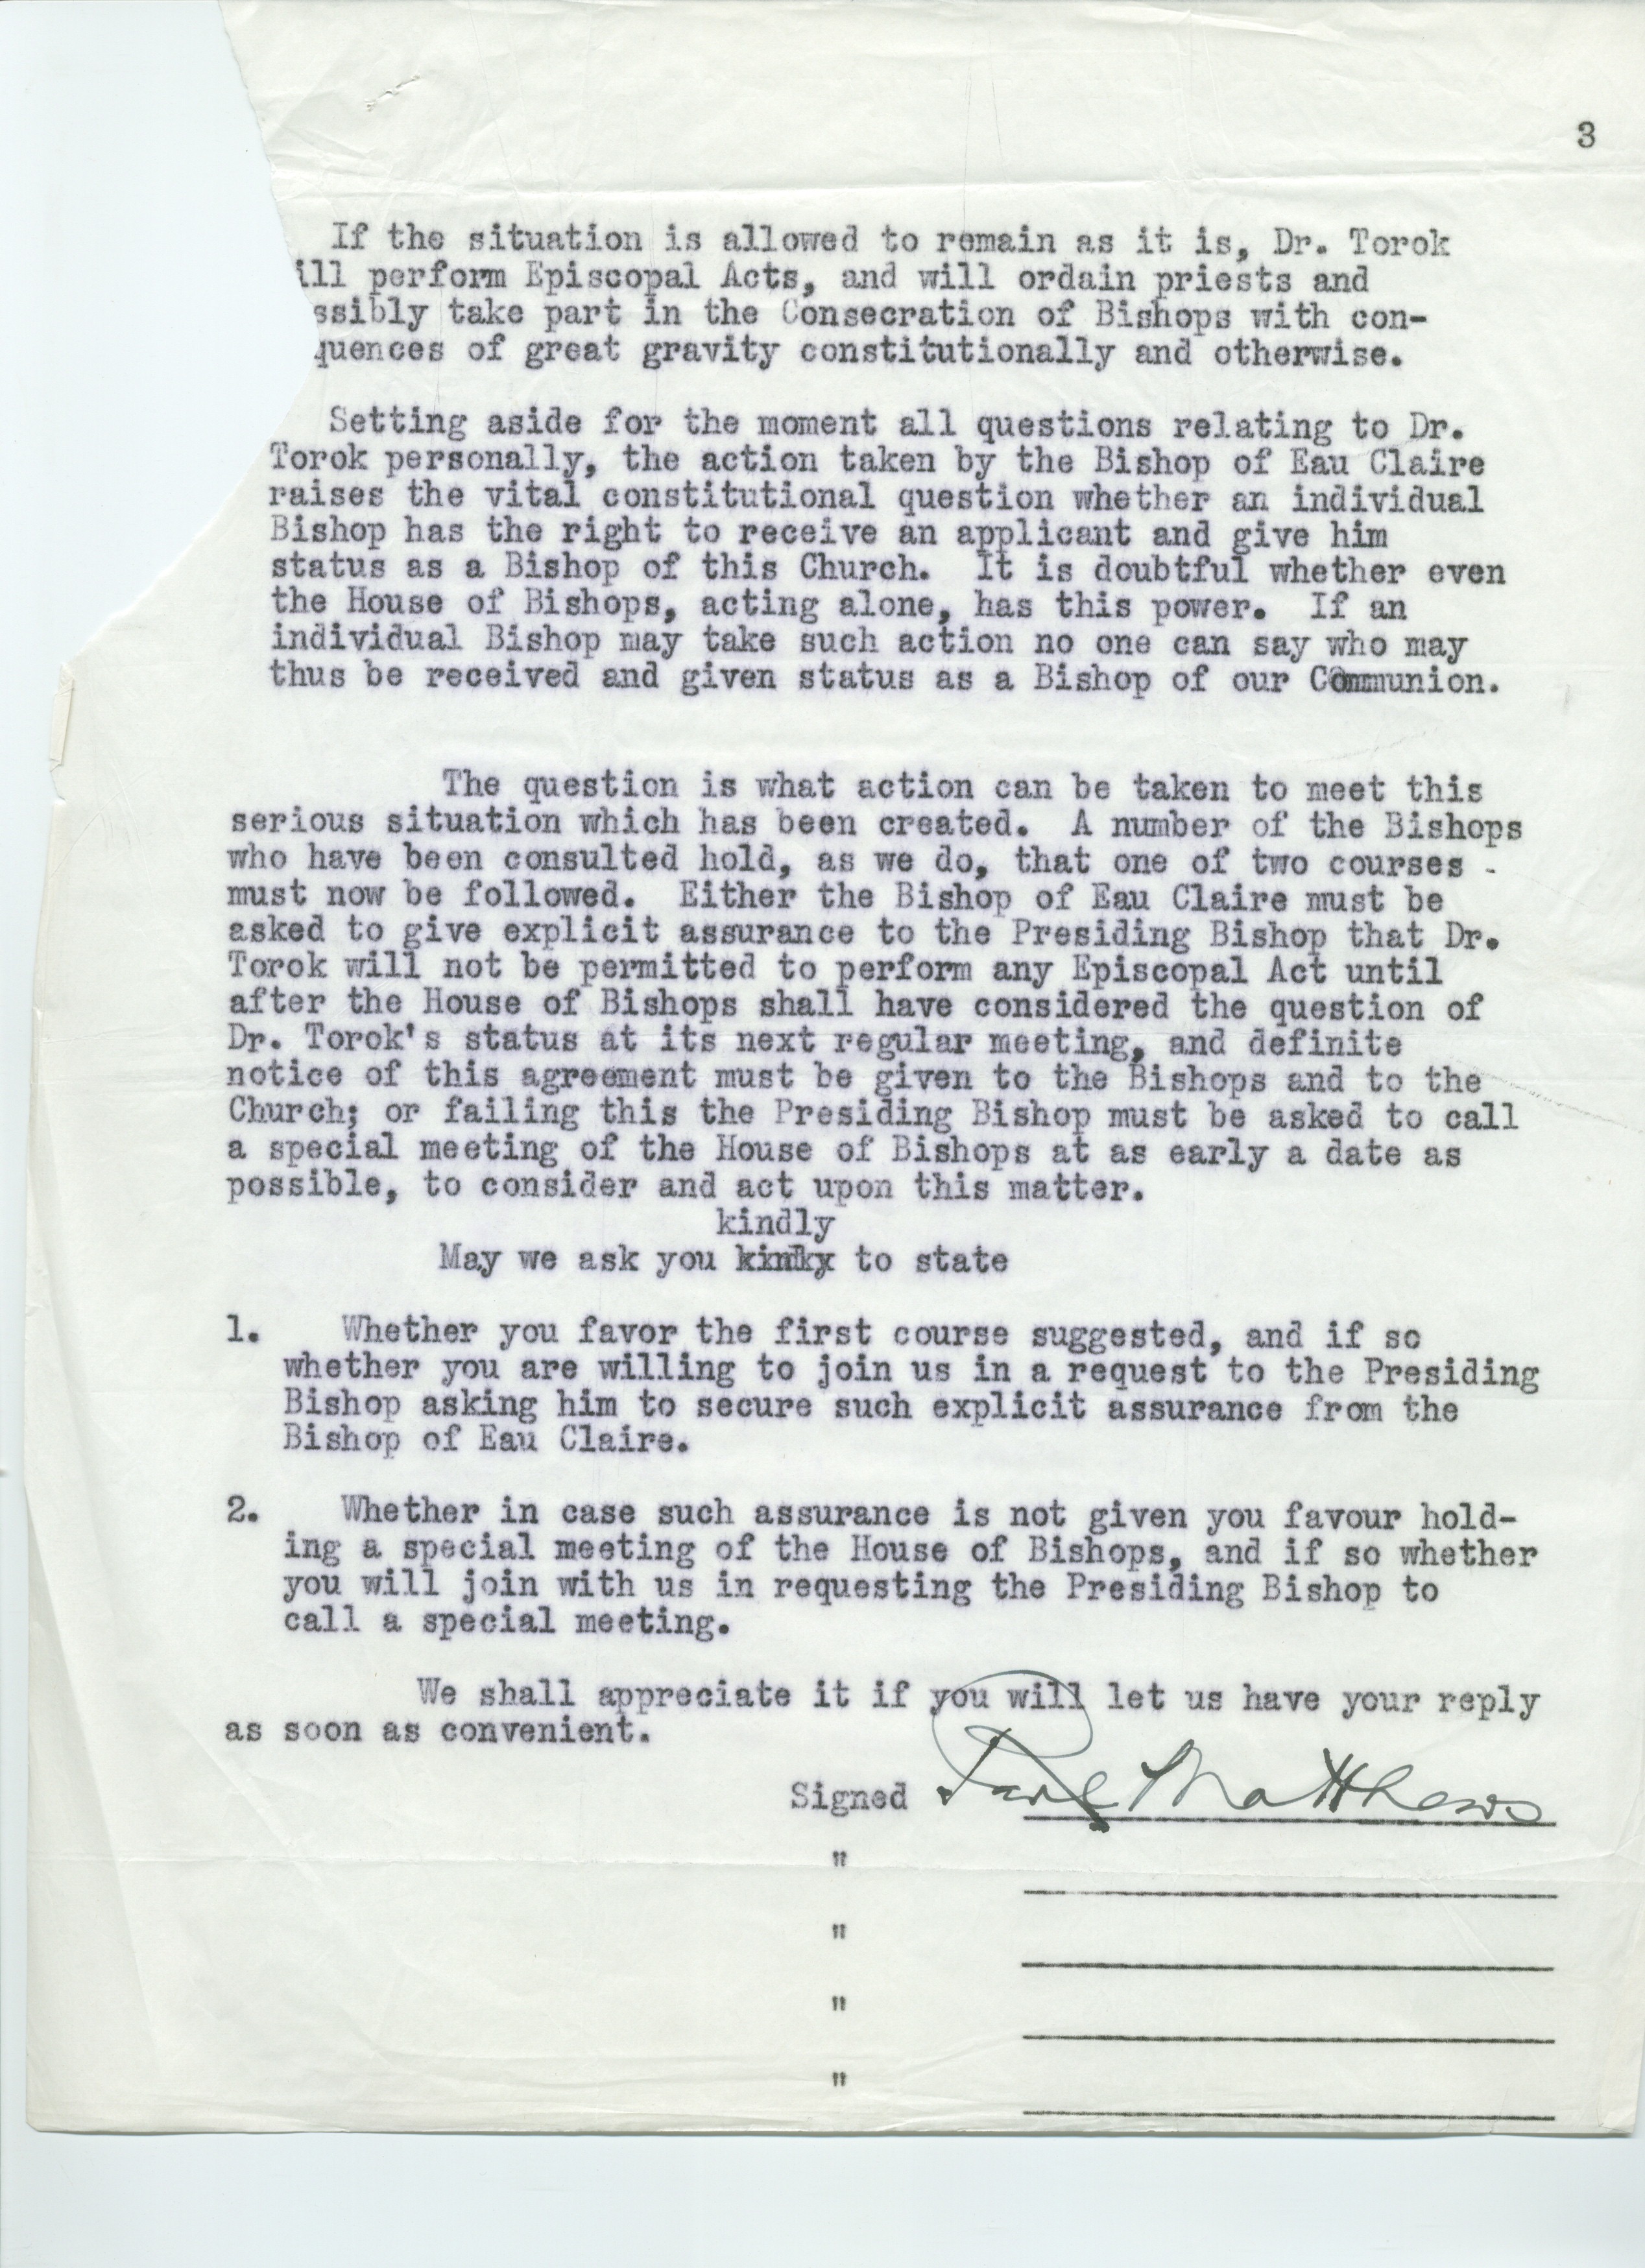 3
If the situation is allowed to remain as it is, Dr. Torok
ill perform Episcopal Acts, and will ordain priests and
ssibly take part in the Consecration of Bishops with con-
quences of great gravity constitutionally and otherwise.
Setting aside for the moment all questions relating to Dr.
Torok personally, the action taken by the Bishop of Eau Claire
raises the vital constitutional question whether an individual
Bishop has the right to receive an applicant and give him
status as a Bishop of this Church. It is doubtful whether even
the House of Bishops, acting alone, has this power. If an
individual Bishop may take such action no one can say who may
thus be received and given status as a Bishop of our Communion.
The question is what action can be taken to meet this
serious situation which has been created. A number of the Bishops
who have been consulted hold, as we do, that one of two courses
must now be followed. Either the Bishop of Eau Claire must be
asked to give explicit assurance to the Presiding Bishop that Dr.
Torok will not be permitted to perform any Episcopal Act until
after the House of Bishops shall have considered the question of
Dr. Torok's status at its next regular meeting, and definite
notice of this agreement must be given to the Bishops and to the
Church; or failing this the Presiding Bishop must be asked to call
a special meeting of the House of Bishops at as early a date as
possible, to consider and act upon this matter.
kindly
May we ask you kinky to state
1. Whether you favor the first course suggested, and if so
whether you are willing to join us in a request to the Presiding
Bishop asking him to secure such explicit assurance from the
Bishop of Eau Claire.
2. Whether in case such assurance is not given you favour hold-
ing a special meeting of the House of Bishops, and if so whether
you will join with us in requesting the Presiding Bishop to
call a special meeting.
We shall appreciate it if you will let us have your reply
as soon as convenient.
Signed Paul Matthews
"
"
"
"